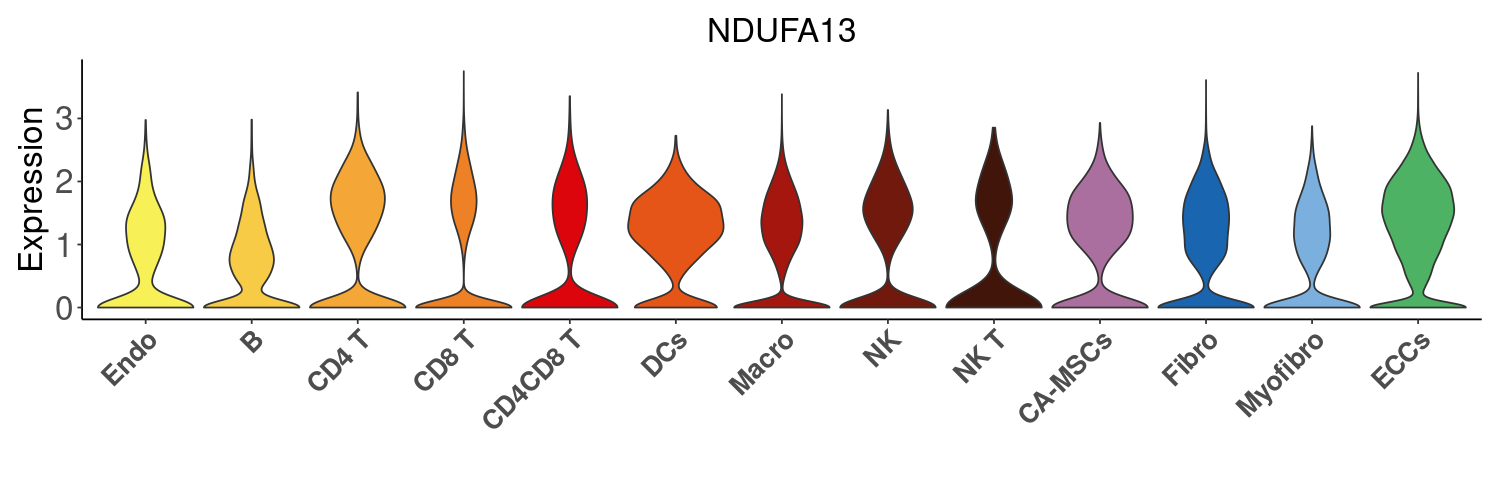 NDUFA13
Expression
3
2
1
0
Endo
B
CD4 T
CD8 T
CD4CD8 T
DCs
Macro
NK
NK T
CA-MSCs
Fibro
Myofibro
ECCs